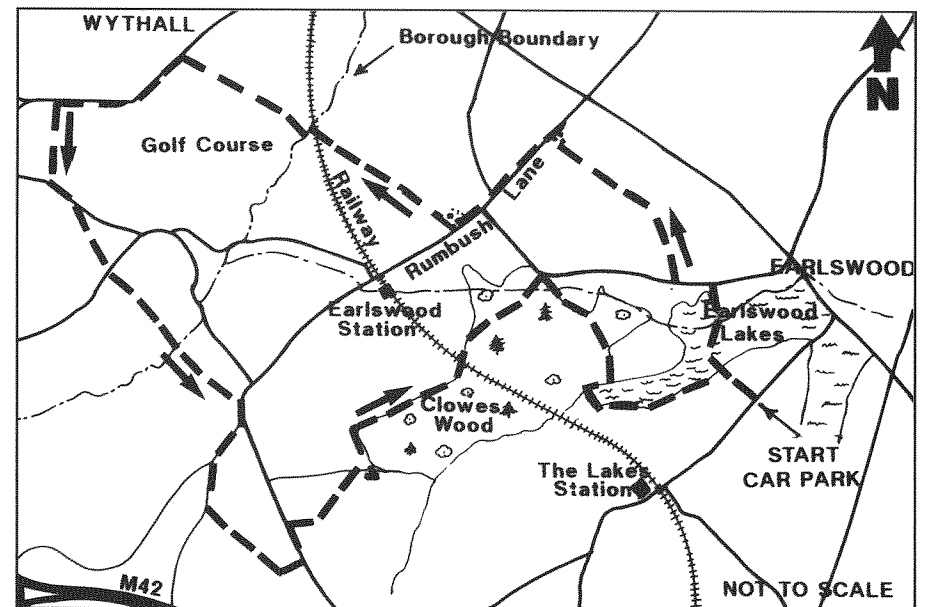 WYTHALL
Borough Boundary
N
Golf Course
Railway
Lane
Rumbush
EARLSWOOD
Earlswood
Station
Earlswood
Lakes
Clowes
Wood
START
CAR PARK
The Lakes
Station
M42
NOT TO SCALE